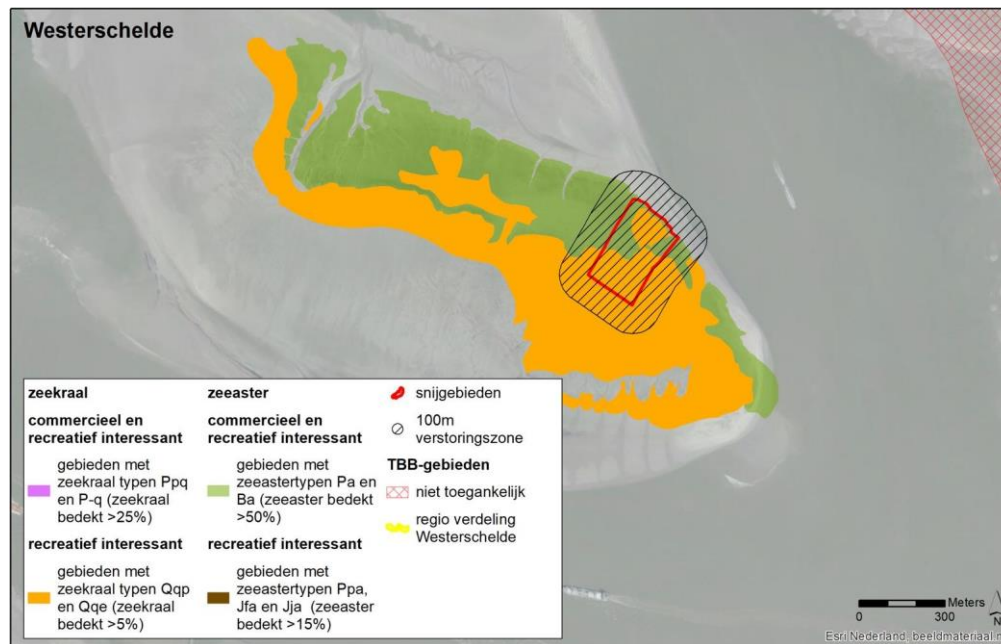 Westerschelde
zeekraal
commercieel en
recreatief interessant
gebieden met
zeekraal typen Ppq
en P-q (zeekraal
bedekt >25%)
recreatief interessant
gebieden met
zeekraal typen Qqp
en Qqe (zeekraal
bedekt >5%)
zeeaster
commercieel en
recreatief interessant
gebieden met
zeeastertypen Pa en
Ba (zeeaster bedekt
>50%)
recreatief interessant
gebieden met
zeeastertypen Ppa,
Jfa en Jja (zeeaster
bedekt >15%)
snijgebieden
100m
verstoringszone
TBB-gebieden
niet toegankelijk
regio verdeling
Westerschelde
Meters
0 300
N
Esri Nederland, beeldmateriaal.n